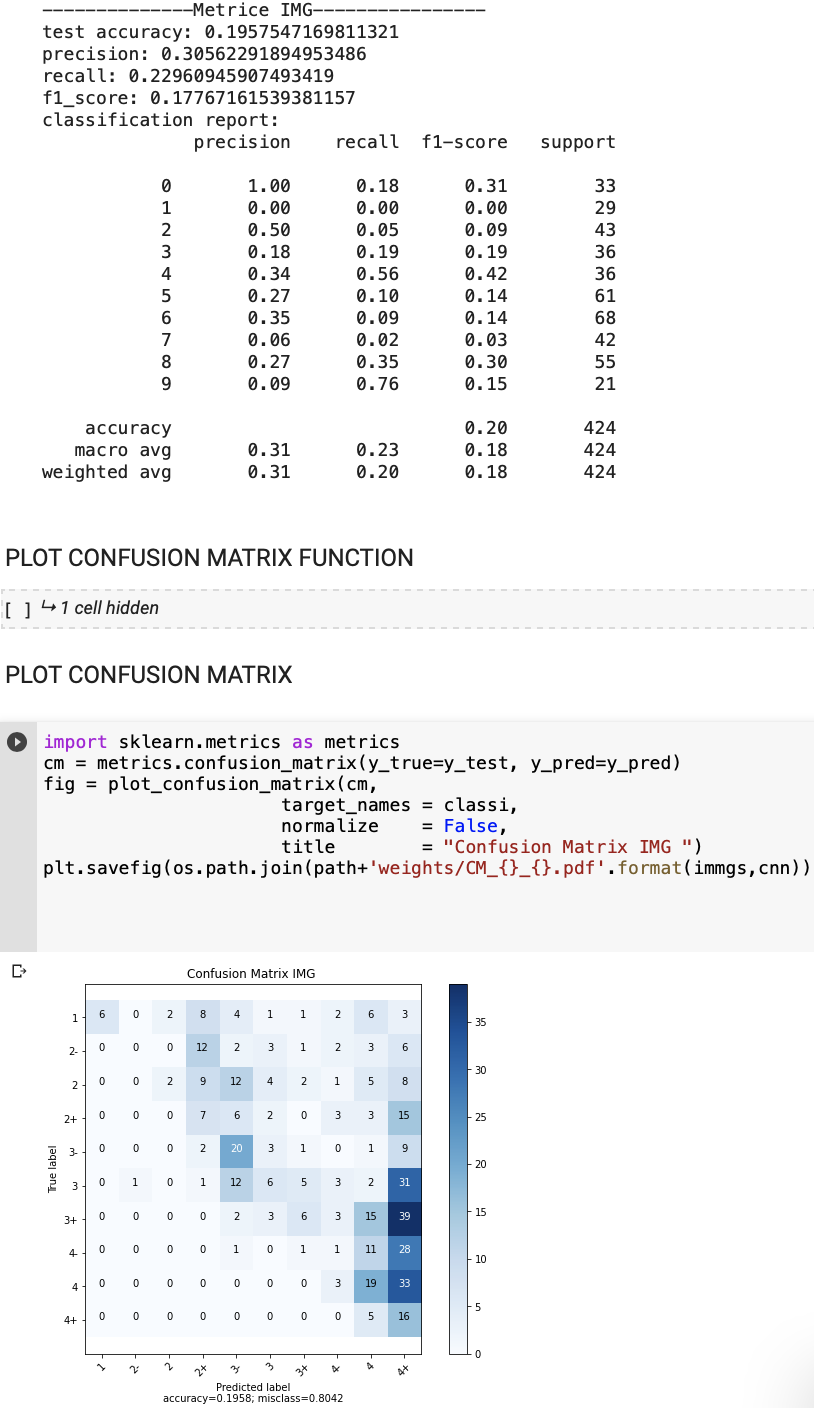 --------------Metrice IMG----------------
test accuracy: 0.1957547169811321
precision: 0.30562291894953486
recall: 0.22960945907493419
f1_score: 0.17767161539381157
classification report:
precision recall f1-score support
0 1.00 0.18 0.31 33
1 0.00 0.00 0.00 29
2 0.50 0.05 0.09 43
3 0.18 0.19 0.19 36
4 0.34 0.56 0.42 36
5 0.27 0.10 0.14 61
6 0.35 0.09 0.14 68
7 0.06 0.02 0.03 42
8 0.27 0.35 0.30 55
9 0.09 0.76 0.15 21
accuracy 0.20 424
macro avg 0.31 0.23 0.18 424
weighted avg 0.31 0.20 0.18 424
PLOT CONFUSION MATRIX FUNCTION
[ ] ↳ 1 cell hidden
PLOT CONFUSION MATRIX
import sklearn.metrics as metrics
cm = metrics.confusion_matrix(y_true=y_test, y_pred=y_pred)
fig = plot_confusion_matrix(cm,
target_names = classi,
normalize = False,
title = "Confusion Matrix IMG ")
plt.savefig(os.path.join(path+'weights/CM_{}_{}.pdf'.format(immgs,cnn))
Confusion Matrix IMG
1 6 0 2 8 4 1 1 2 6 3
2- 0 0 0 12 2 3 1 2 3 6
2 0 0 2 9 12 4 2 1 5 8
2+ 0 0 0 7 6 2 0 3 3 15
3- 0 0 0 2 20 3 1 0 1 9
3 0 1 0 1 12 6 5 3 2 31
3+ 0 0 0 0 2 3 6 3 15 39
4- 0 0 0 0 1 0 1 1 11 28
4 0 0 0 0 0 0 0 3 19 33
4+ 0 0 0 0 0 0 0 0 5 16
True label
1 2- 2 2+ 3- 3 3+ 4- 4 4+
Predicted label
accuracy=0.1958; misclass=0.8042
35
30
25
20
15
10
5
0